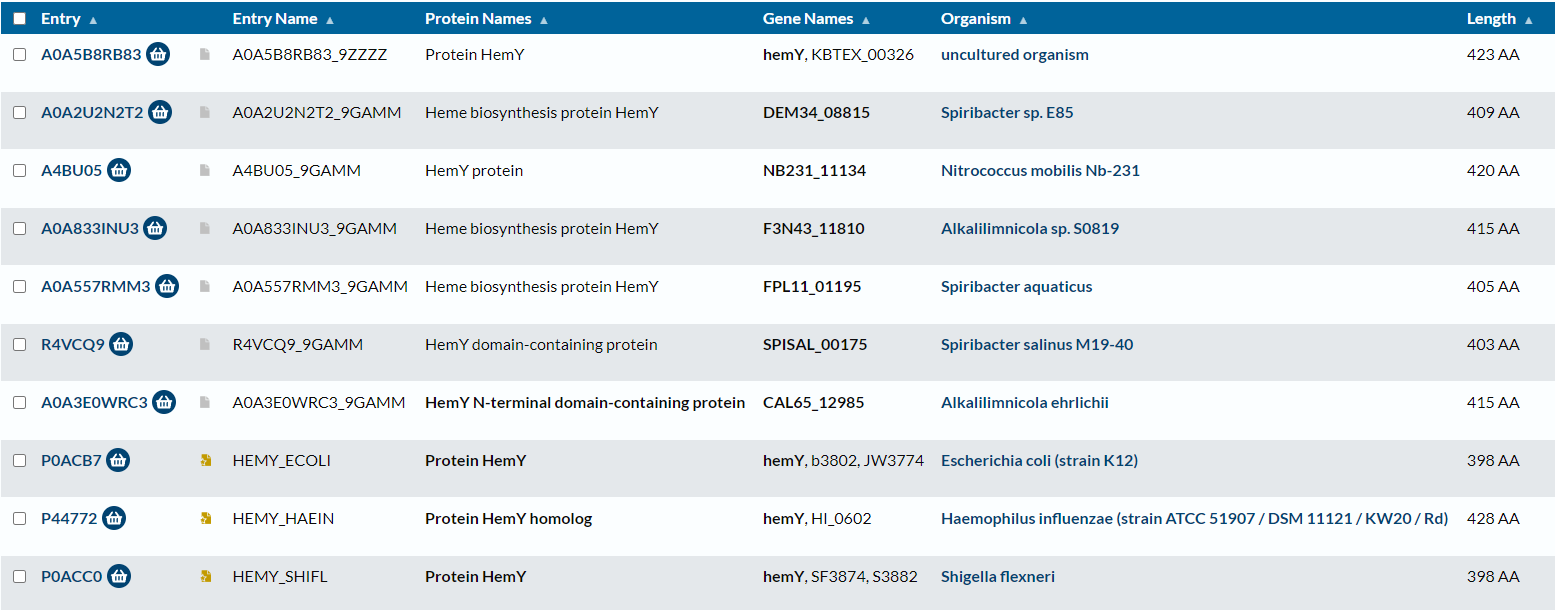 Entry ▲ Entry Name ▲ Protein Names ▲ Gene Names ▲ Organism ▲ Length ▲
A0A5B8RB83 A0A5B8RB83_9ZZZZ Protein HemY hemY, KBTEX_00326 uncultured organism 423 AA
A0A2U2N2T2 A0A2U2N2T2_9GAMM Heme biosynthesis protein HemY DEM34_08815 Spiribacter sp. E85 409 AA
A4BU05 A4BU05_9GAMM HemY protein NB231_11134 Nitrococcus mobilis Nb-231 420 AA
A0A833INU3 A0A833INU3_9GAMM Heme biosynthesis protein HemY F3N43_11810 Alkalilimnicola sp. S0819 415 AA
A0A557RMM3 A0A557RMM3_9GAMM Heme biosynthesis protein HemY FPL11_01195 Spiribacter aquaticus 405 AA
R4VCQ9 R4VCQ9_9GAMM HemY domain-containing protein SPISAL_00175 Spiribacter salinus M19-40 403 AA
A0A3E0WRC3 A0A3E0WRC3_9GAMM HemY N-terminal domain-containing protein CAL65_12985 Alkalilimnicola ehrlichii 415 AA
P0ACB7 HEMY_ECOLI Protein HemY hemY, b3802, JW3774 Escherichia coli (strain K12) 398 AA
P44772 HEMY_HAEIN Protein HemY homolog hemY, HI_0602 Haemophilus influenzae (strain ATCC 51907 / DSM 11121 / KW20 / Rd) 428 AA
P0ACC0 HEMY_SHIFL Protein HemY hemY, SF3874, S3882 Shigella flexneri 398 AA